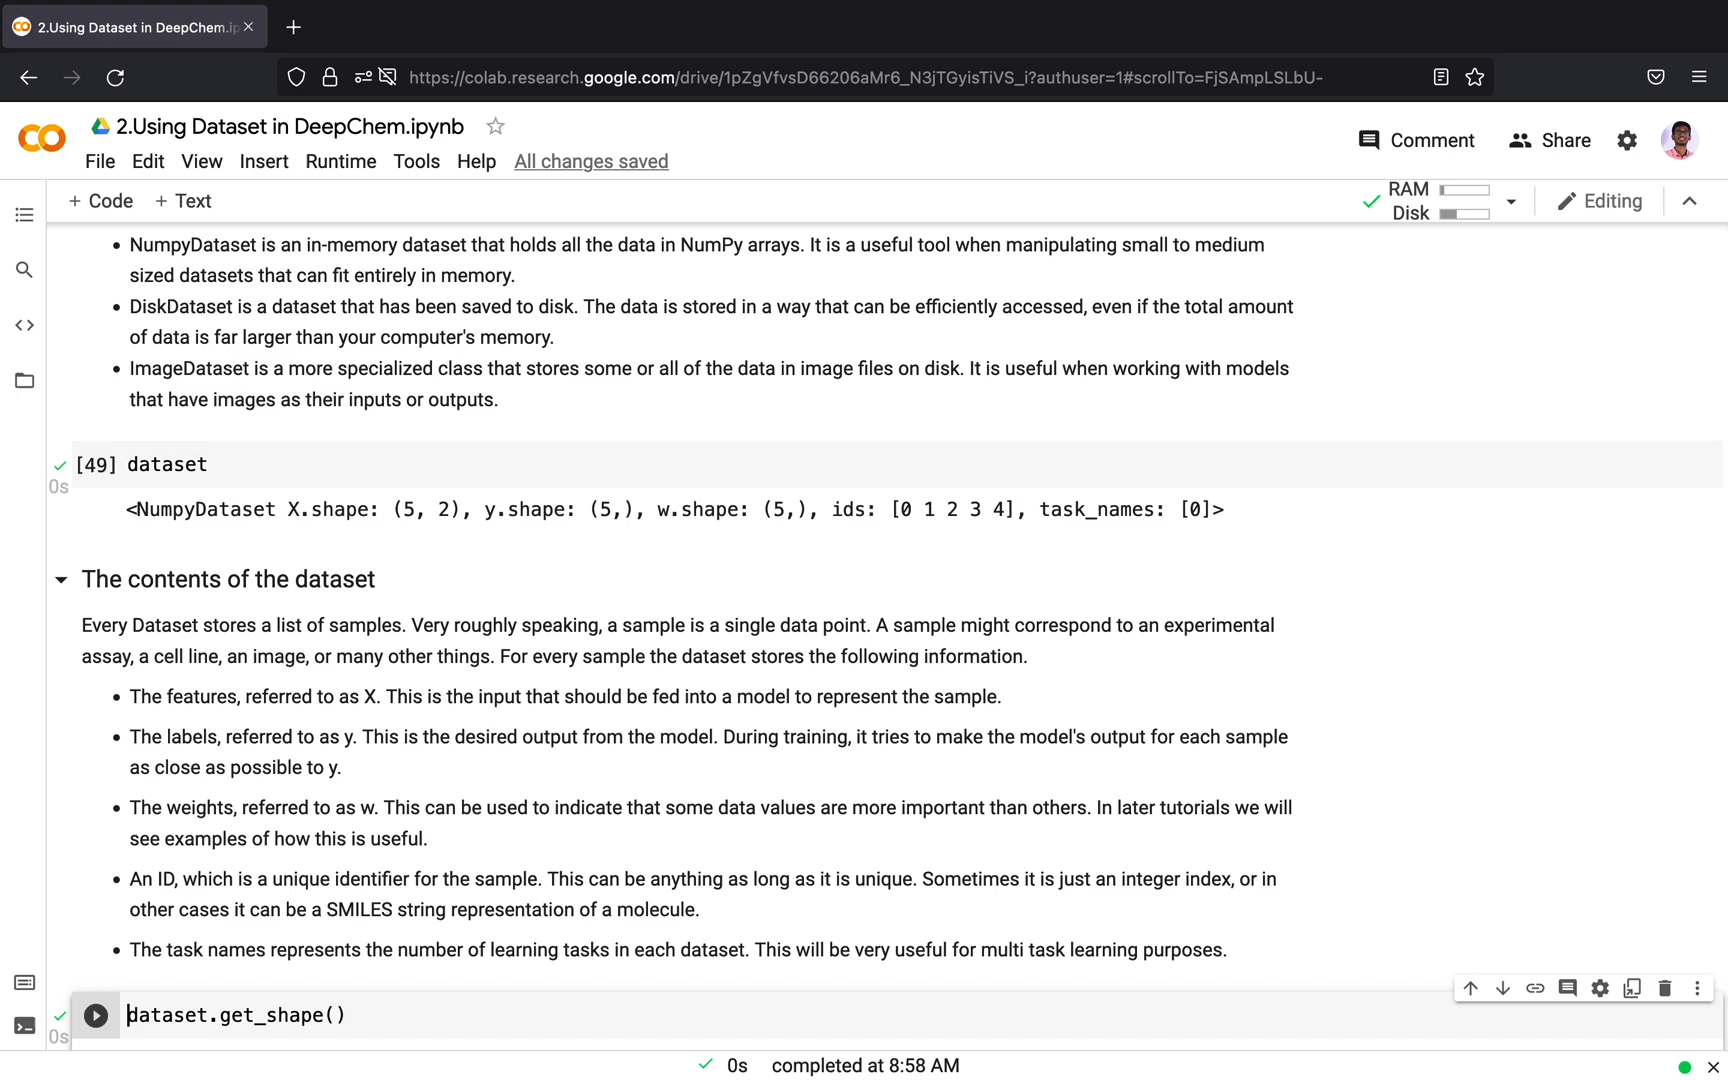 2.Using Dataset in DeepChem.ip
https://colab.research.google.com/drive/1pZgVfvsD66206aMr6_N3jTGyisTiVS_i?authuser=1#scrollTo=FjSAmpLSLbU-
2.Using Dataset in DeepChem.ipynb
Comment Share
File Edit View Insert Runtime Tools Help All changes saved
+ Code + Text
RAM
Disk
Editing
• NumpyDataset is an in-memory dataset that holds all the data in NumPy arrays. It is a useful tool when manipulating small to medium
sized datasets that can fit entirely in memory.
• DiskDataset is a dataset that has been saved to disk. The data is stored in a way that can be efficiently accessed, even if the total amount
of data is far larger than your computer's memory.
• ImageDataset is a more specialized class that stores some or all of the data in image files on disk. It is useful when working with models
that have images as their inputs or outputs.
[49] dataset
0s
<NumpyDataset X.shape: (5, 2), y.shape: (5,), w.shape: (5,), ids: [0 1 2 3 4], task_names: [0]>
The contents of the dataset
Every Dataset stores a list of samples. Very roughly speaking, a sample is a single data point. A sample might correspond to an experimental
assay, a cell line, an image, or many other things. For every sample the dataset stores the following information.
• The features, referred to as X. This is the input that should be fed into a model to represent the sample.
• The labels, referred to as y. This is the desired output from the model. During training, it tries to make the model's output for each sample
as close as possible to y.
• The weights, referred to as w. This can be used to indicate that some data values are more important than others. In later tutorials we will
see examples of how this is useful.
• An ID, which is a unique identifier for the sample. This can be anything as long as it is unique. Sometimes it is just an integer index, or in
other cases it can be a SMILES string representation of a molecule.
• The task names represents the number of learning tasks in each dataset. This will be very useful for multi task learning purposes.
dataset.get_shape()
0s
0s completed at 8:58 AM